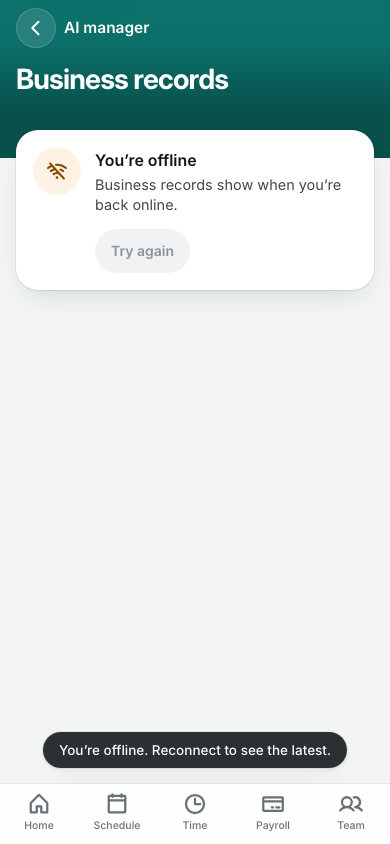 AI manager
Business records
You’re offline
Business records show when you’re
back online.
Try again
You’re offline. Reconnect to see the latest.
Home
Schedule
Time
Payroll
Team